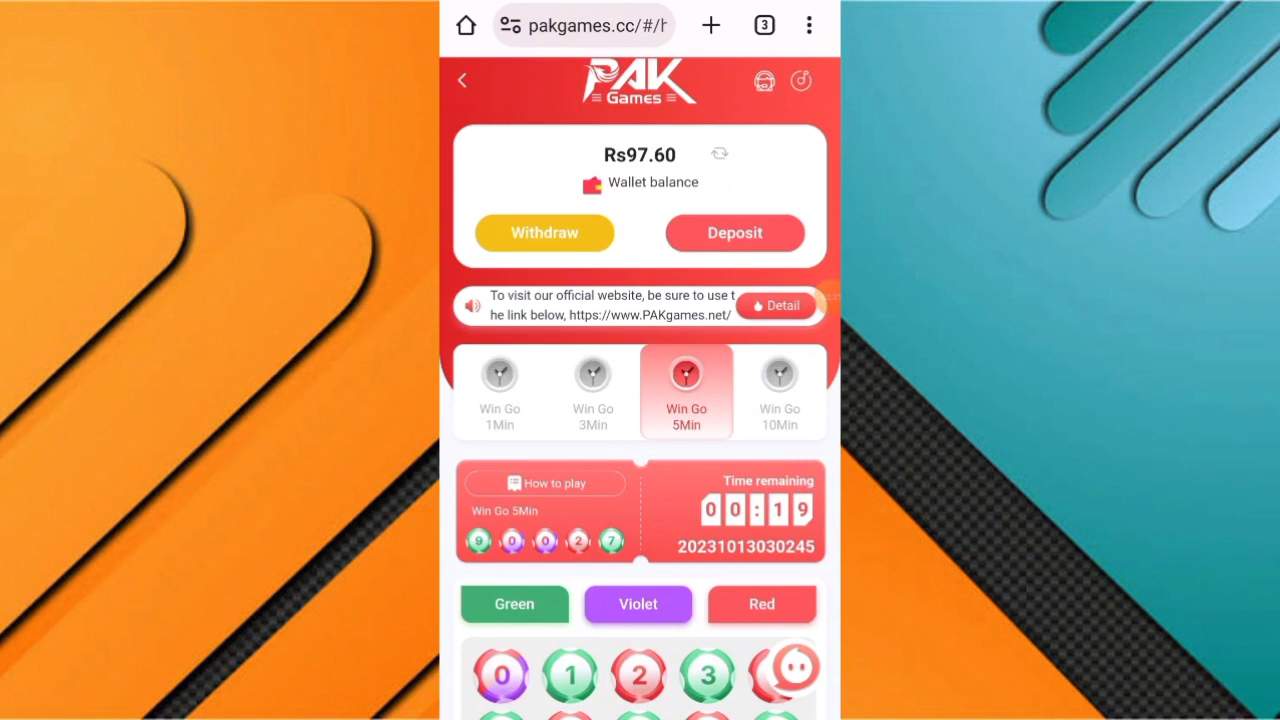 pakgames.cc/#/h
3
PAK
Games
Rs97.60
Wallet balance
Withdraw
Deposit
To visit our official website, be sure to use t
he link below, https://www.PAKgames.net/
Detail
Win Go
1Min
Win Go
3Min
Win Go
5Min
Win Go
10Min
How to play
Time remaining
Win Go 5Min
00:19
9 0 0 2 7
20231013030245
Green
Violet
Red
0 1 2 3